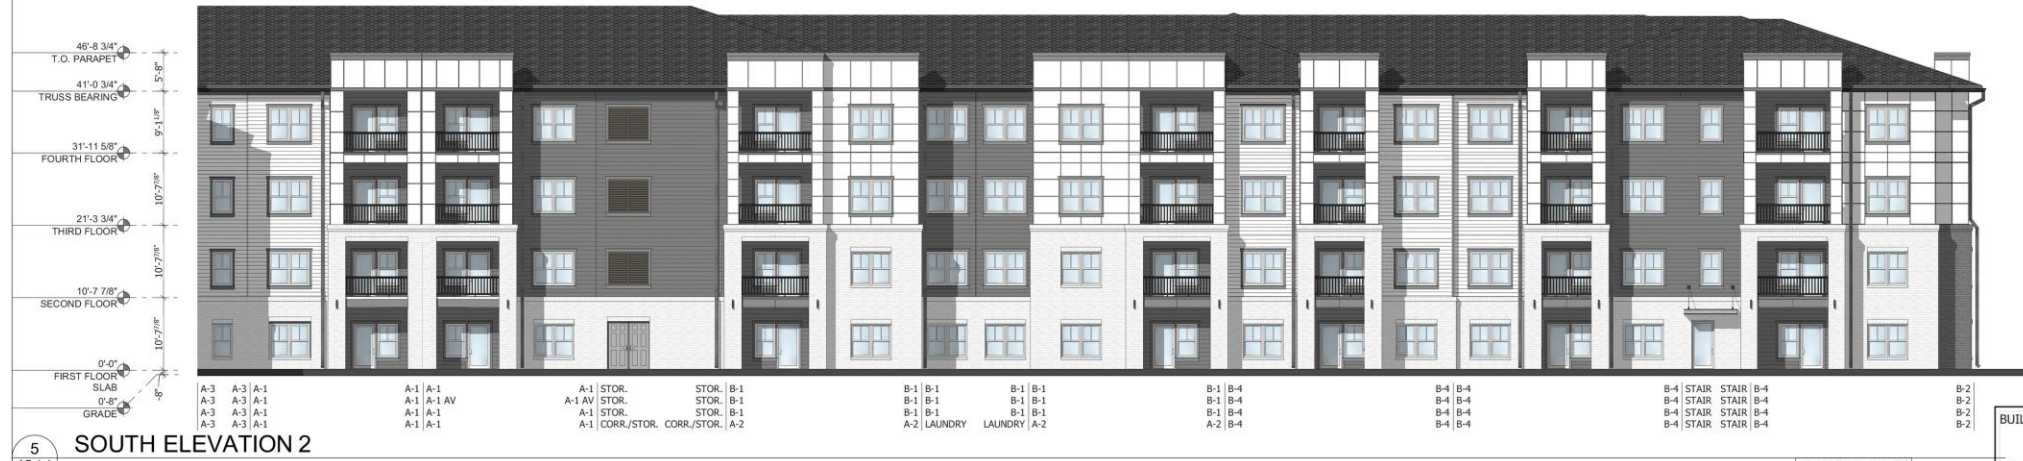 46'-8 3/4"
T.O. PARAPET
5'-8"
41'-0 3/4"
TRUSS BEARING
9'-1 1/8"
31'-11 5/8"
FOURTH FLOOR
10'-7 7/8"
21'-3 3/4"
THIRD FLOOR
10'-7 7/8"
10'-7 7/8"
SECOND FLOOR
10'-7 7/8"
0'-0"
FIRST FLOOR
SLAB
-8"
0'-8"
GRADE
A-3 A-3 A-1 A-1 A-1 A-1 STOR. STOR. B-1 B-1 B-1 B-1 B-1 B-1 B-4 B-4 B-4 B-4 STAIR STAIR B-4 B-2
A-3 A-3 A-1 A-1 A-1 AV A-1 AV STOR. STOR. B-1 B-1 B-1 B-1 B-1 B-1 B-4 B-4 B-4 B-4 STAIR STAIR B-4 B-2
A-3 A-3 A-1 A-1 A-1 A-1 STOR. STOR. B-1 B-1 B-1 B-1 B-1 B-1 B-4 B-4 B-4 B-4 STAIR STAIR B-4 B-2
A-3 A-3 A-1 A-1 A-1 A-1 CORR./STOR. CORR./STOR. A-2 A-2 LAUNDRY LAUNDRY A-2 A-2 B-4 B-4 B-4 B-4 STAIR STAIR B-4 B-2
5 SOUTH ELEVATION 2